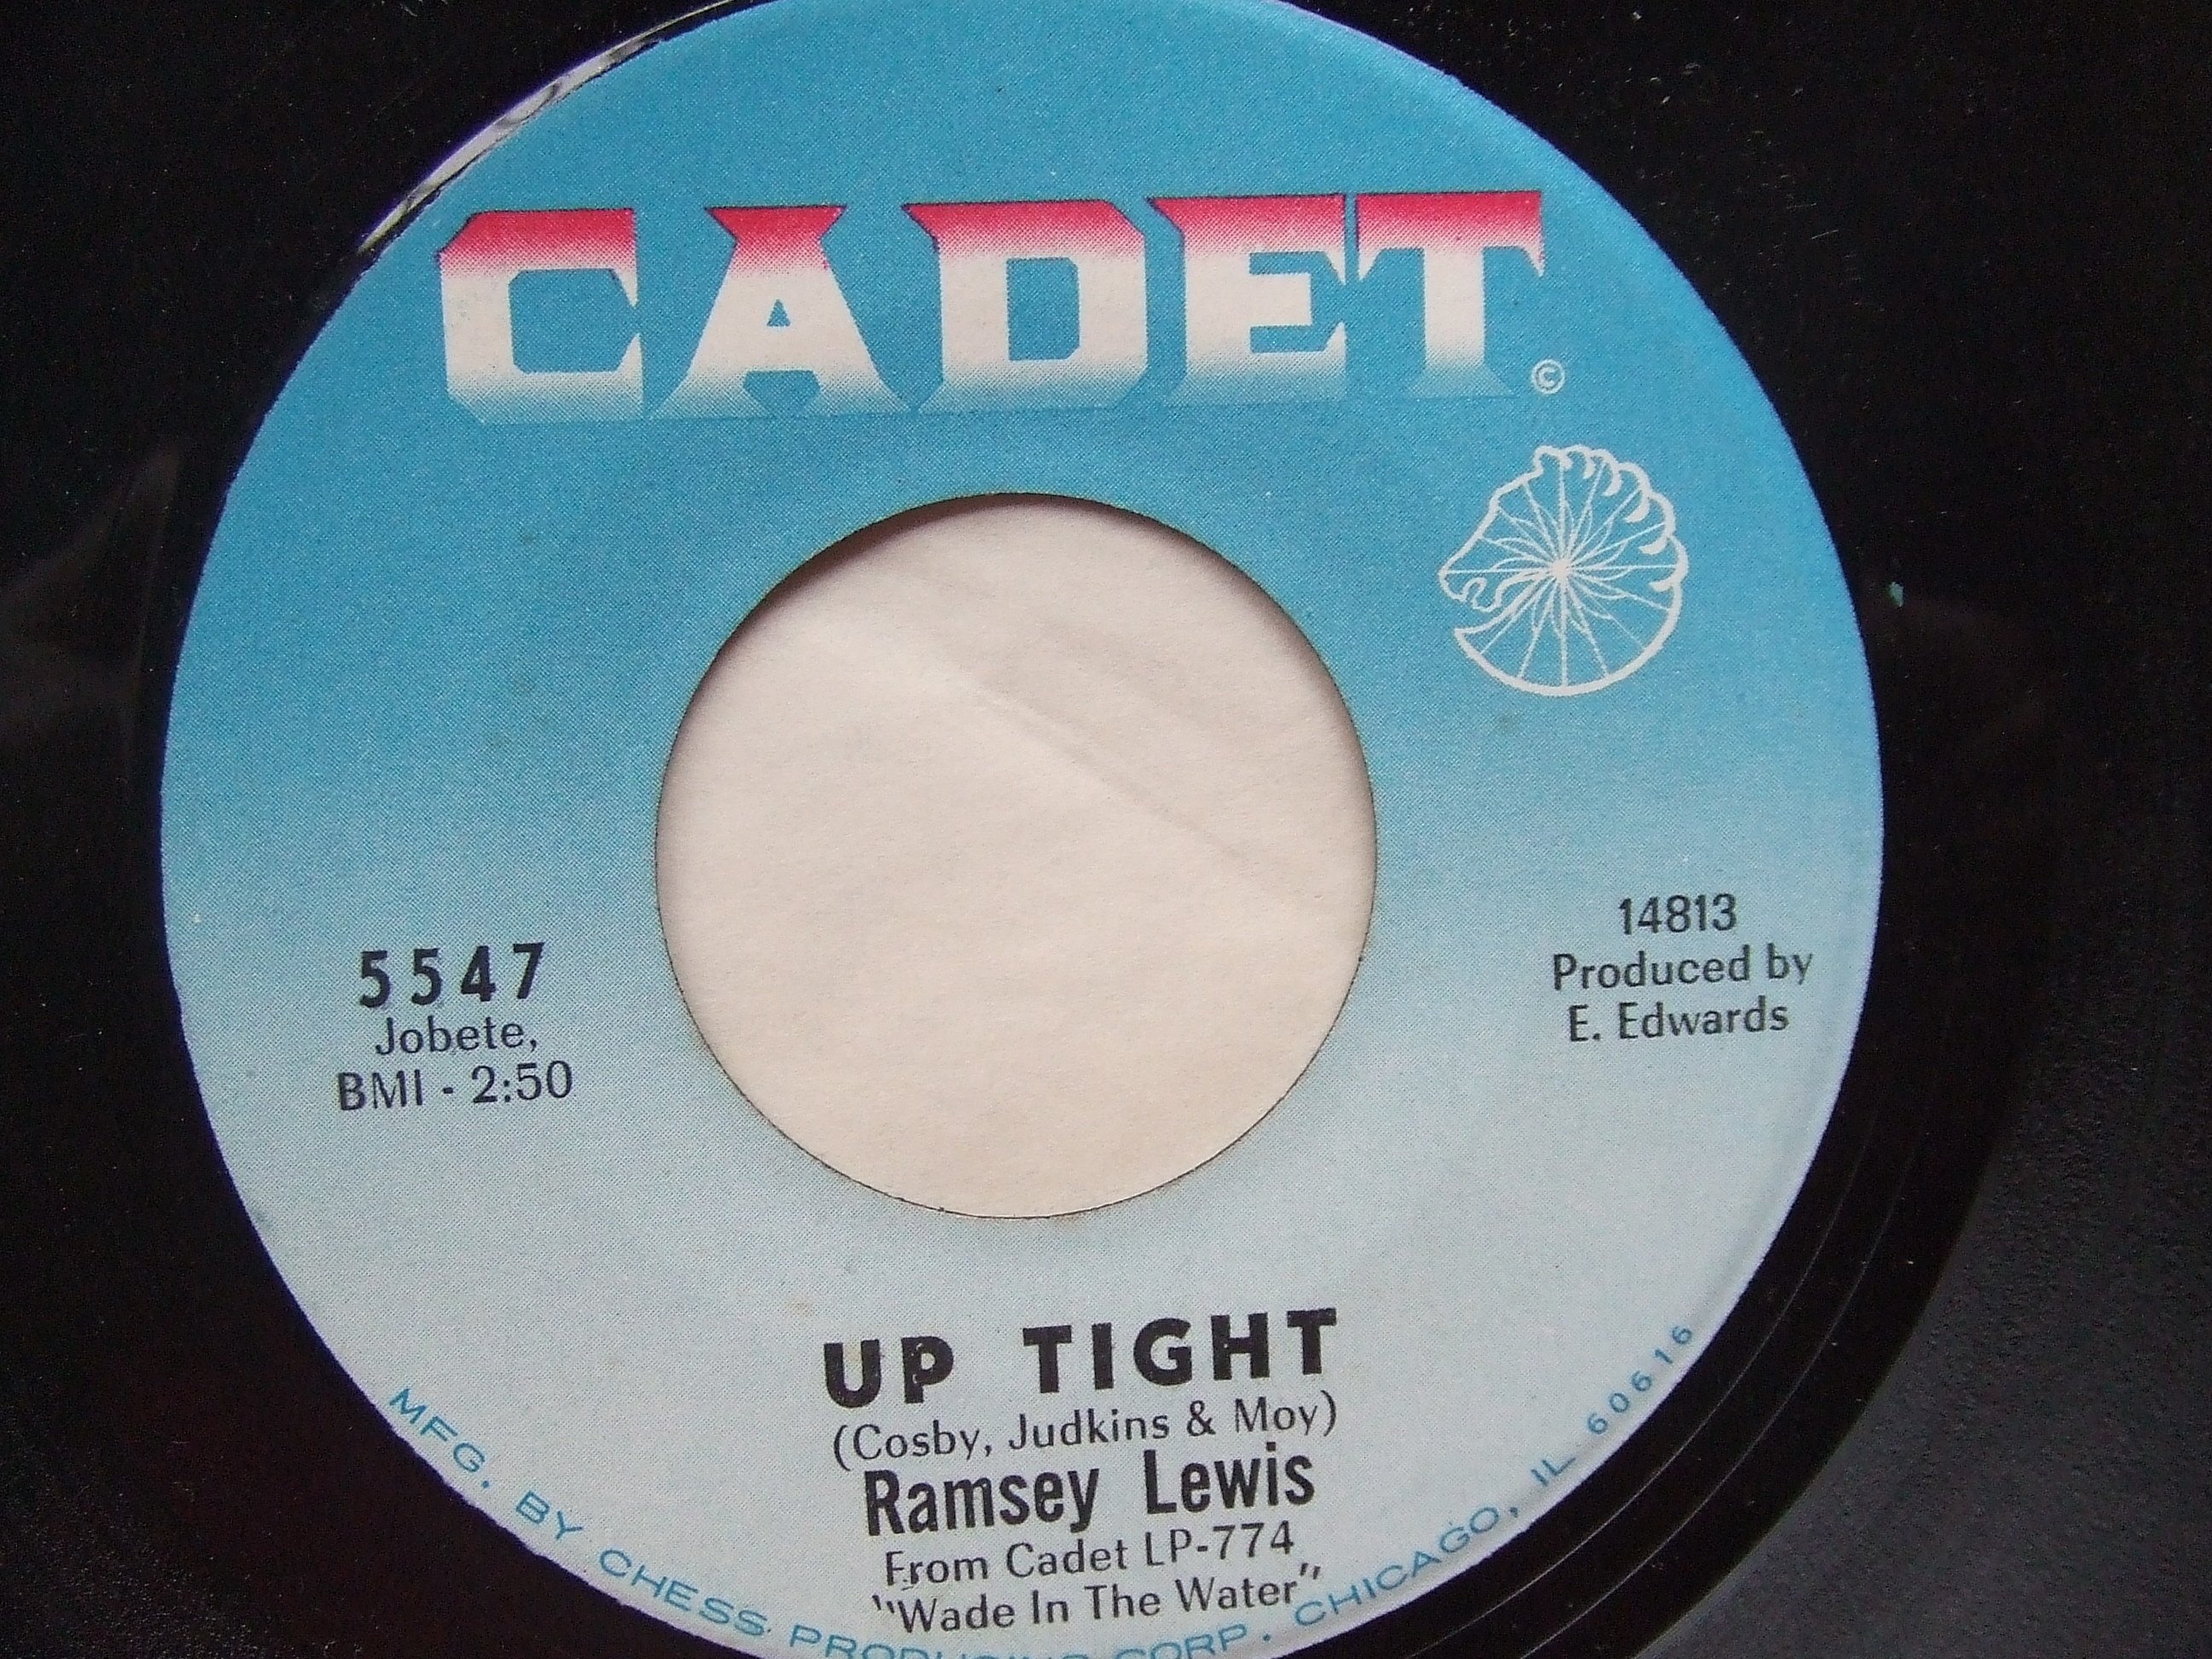 CADET
©
5547
Jobete,
BMI - 2:50
14813
Produced by
E. Edwards
UP TIGHT
(Cosby, Judkins & Moy)
Ramsey Lewis
From Cadet LP-774
"Wade In The Water"
MFG. BY CHESS PRODUCING CORP. CHICAGO, IL 60616